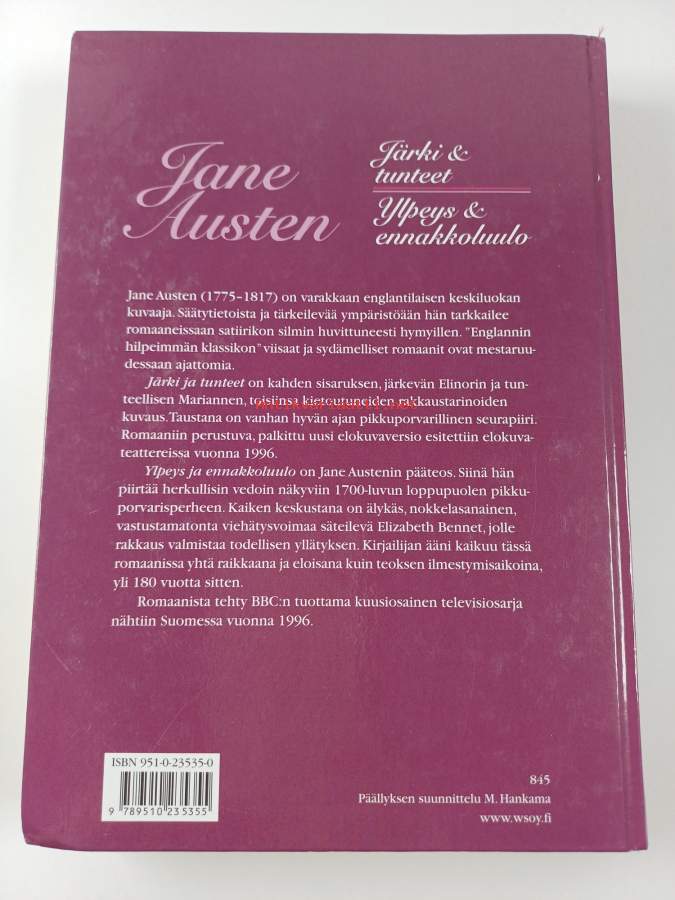 Jane
Austen
Järki &
tunteet
Ylpeys &
ennakkoluulo
Jane Austen (1775–1817) on varakkaan englantilaisen keskiluokan
kuvaaja. Säätytietoista ja tärkeilevää ympäristöään hän tarkkailee
romaaneissaan satiirikon silmin huvittuneesti hymyillen. "Englannin
hilpeimmän klassikon" viisaat ja sydämelliset romaanit ovat mestaruu-
dessaan ajattomia.
Järki ja tunteet on kahden sisaruksen, järkevän Elinorin ja tun-
teellisen Mariannen, toisiinsa kietoutuneiden rakkaustarinoiden
kuvaus. Taustana on vanhan hyvän ajan pikkuporvarillinen seurapiiri.
Romaaniin perustuva, palkittu uusi elokuvaversio esitettiin elokuva-
teattereissa vuonna 1996.
Ylpeys ja ennakkoluulo on Jane Austenin pääteos. Siinä hän
piirtää herkullisin vedoin näkyviin 1700-luvun loppupuolen pikku-
porvarisperheen. Kaiken keskustana on älykäs, nokkelasanainen,
vastustamatonta viehätysvoimaa säteilevä Elizabeth Bennet, jolle
rakkaus valmistaa todellisen yllätyksen. Kirjailijan ääni kaikuu tässä
romaanissa yhtä raikkaana ja eloisana kuin teoksen ilmestymisaikoina,
yli 180 vuotta sitten.
Romaanista tehty BBC:n tuottama kuusiosainen televisiosarja
nähtiin Suomessa vuonna 1996.
ISBN 951-0-23535-0
9 789510 235355
845
Päällyksen suunnittelu M. Hankama
www.wsoy.fi